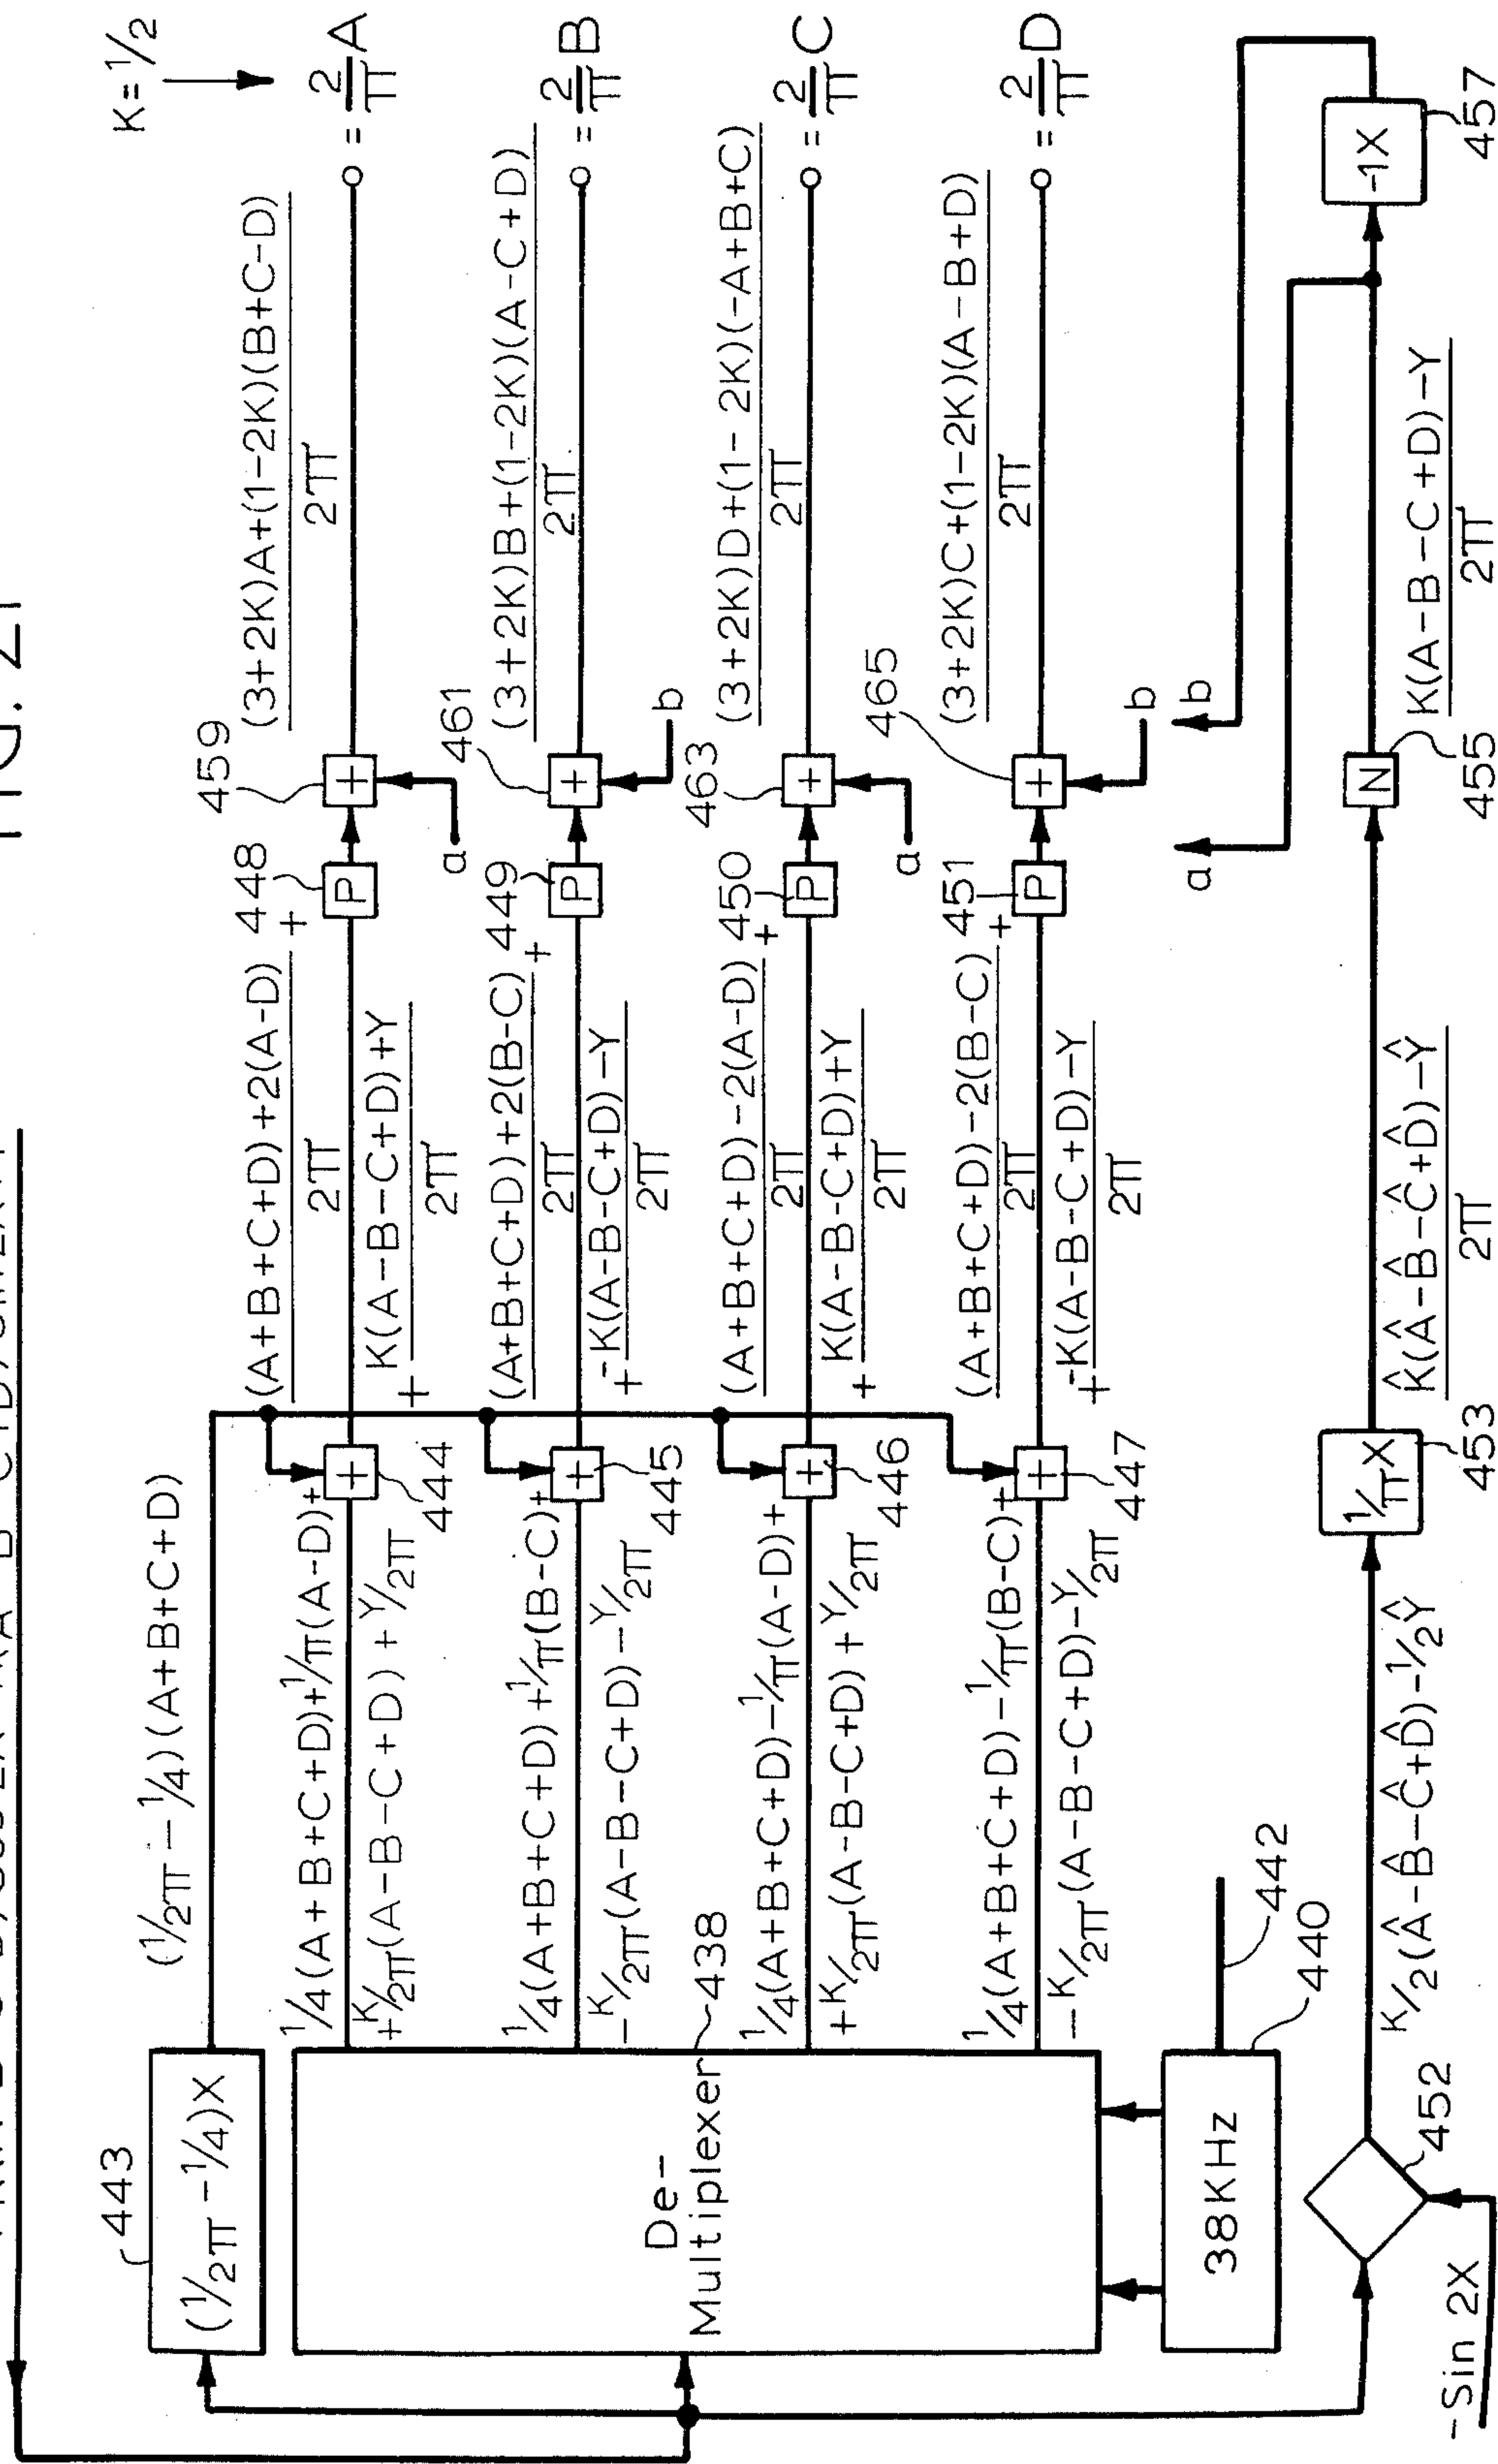 FIG. 21
K=1/2
443
(1/2π -1/4)X
(1/2π - 1/4)(A+B+C+D)
1/4(A+B+C+D)+1/π(A-D)+
+K/2π(A-B-C+D)+Y/2π
444
(A+B+C+D)+2(A-D) +
2π
+ K(A-B-C+D)+Y
2π
448
P
459
+
a
(3+2K)A+(1-2K)(B+C-D)
2π
= 2/π A
De-
Multiplexer
438
1/4(A+B+C+D)+1/π(B-C)+
-K/2π(A-B-C+D)-Y/2π
+
445
(A+B+C+D)+2(B-C) +
2π
+ -K(A-B-C+D)-Y
2π
449
P
461
+
b
(3+2K)B+(1-2K)(A-C+D)
2π
= 2/π B
1/4(A+B+C+D)-1/π(A-D)+
+K/2π(A-B-C+D)+Y/2π
+
446
(A+B+C+D)-2(A-D) +
2π
+ K(A-B-C+D)+Y
2π
450
P
463
+
a
(3+2K)D+(1-2K)(-A+B+C)
2π
= 2/π C
1/4(A+B+C+D)-1/π(B-C)+
-K/2π(A-B-C+D)-Y/2π
+
447
(A+B+C+D)-2(B-C) +
2π
+ -K(A-B-C+D)-Y
2π
451
P
465
+
b
(3+2K)C+(1-2K)(A-B+D)
2π
= 2/π D
38KHz
440
442
a
b
-Sin 2X
452
K/2(Â-B̂-Ĉ+D̂)-1/2Ŷ
1/π X
453
K̂(Â-B̂-Ĉ+D̂)-Ŷ
2π
N
455
K(A-B-C+D)-Y
2π
-1X
457